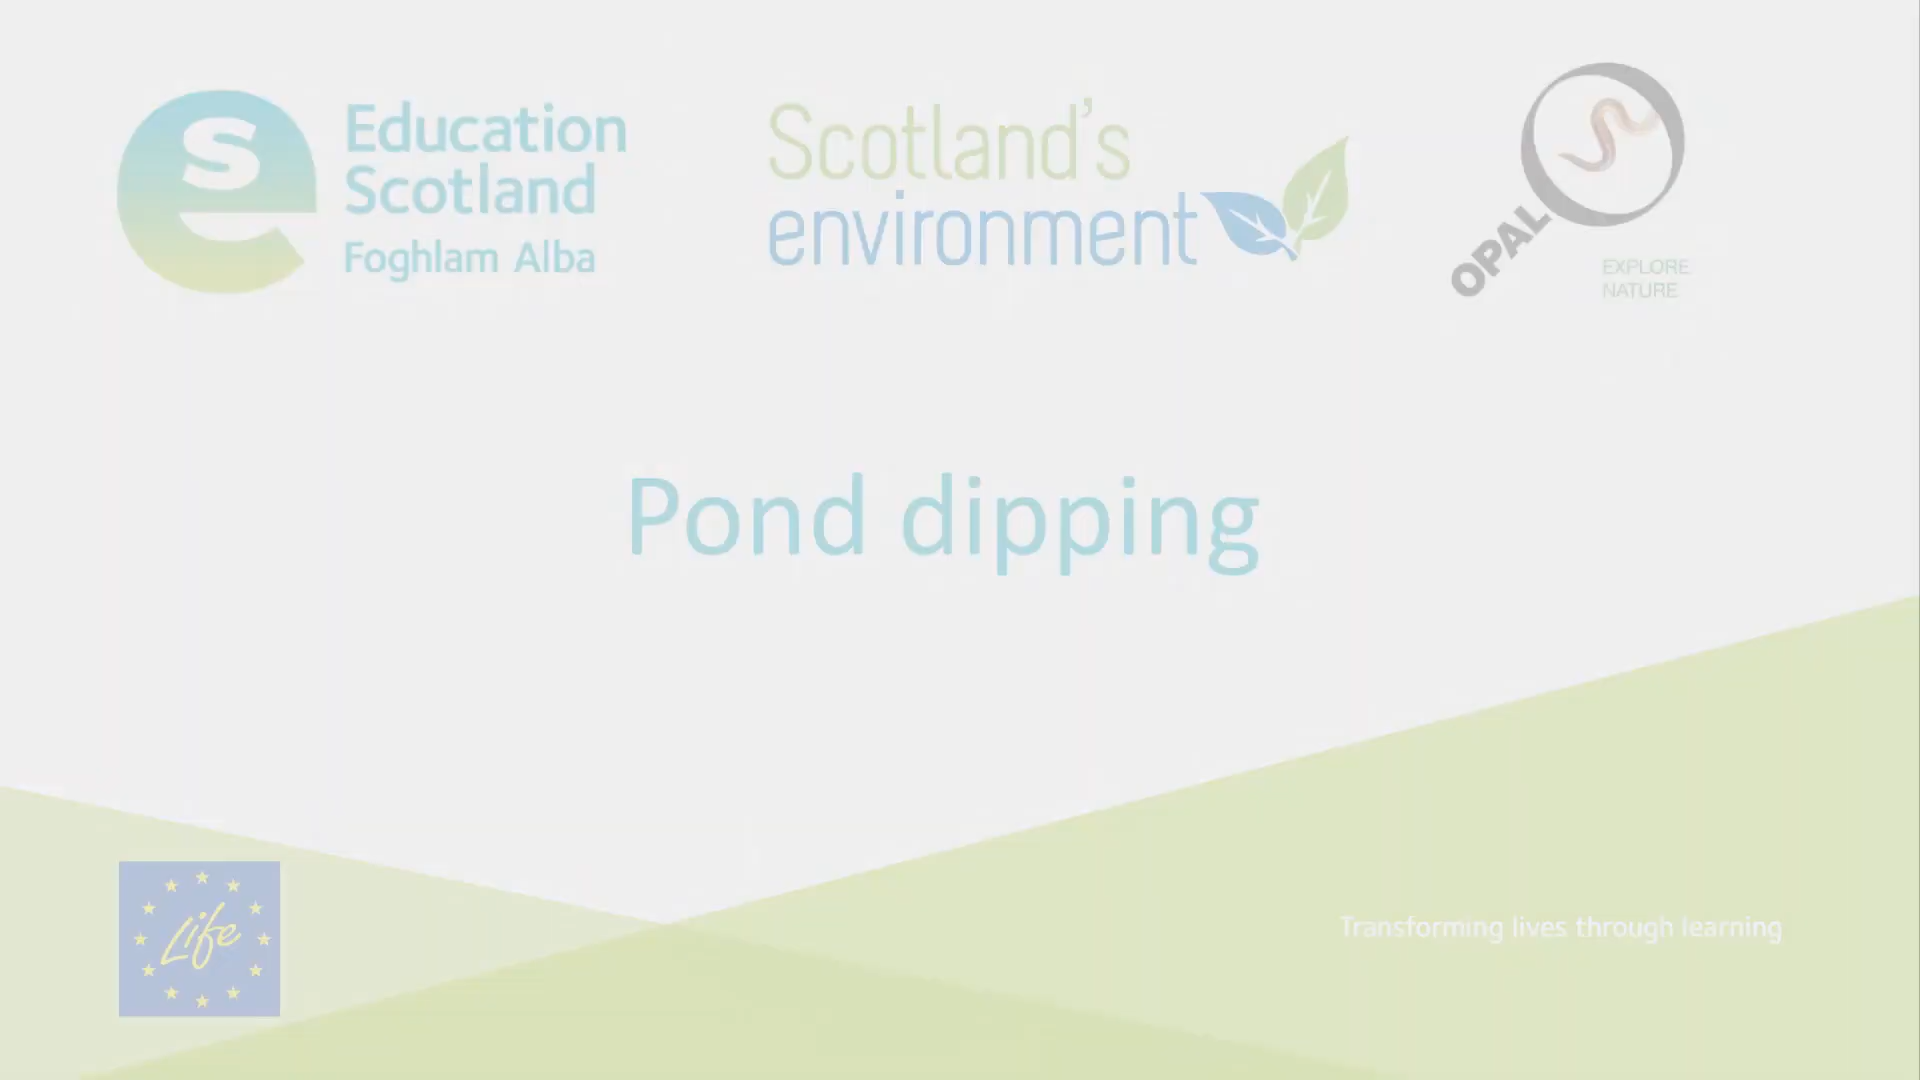 Education
Scotland
Foghlam Alba
Scotland's
environment
OPAL
EXPLORE
NATURE
Pond dipping
Life
Transforming lives through learning